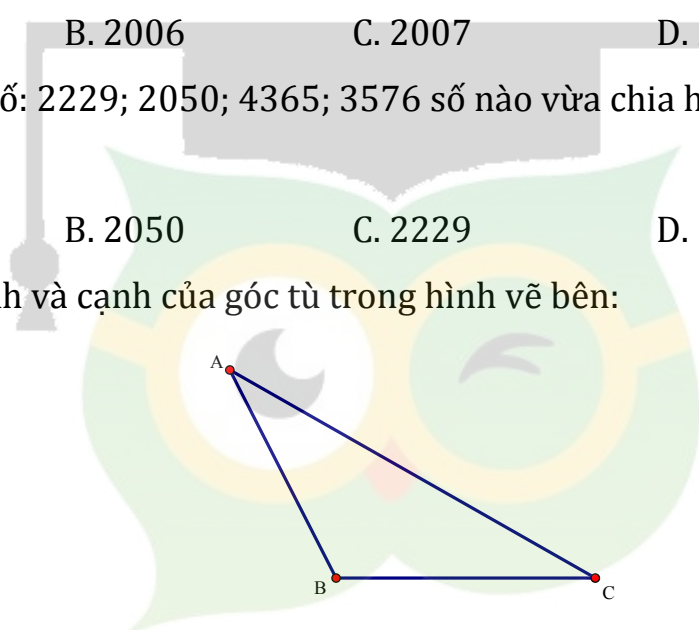 B. 2006 C. 2007 D.
ố: 2229; 2050; 4365; 3576 số nào vừa chia h
B. 2050 C. 2229 D.
nh và cạnh của góc tù trong hình vẽ bên:
A
B
C